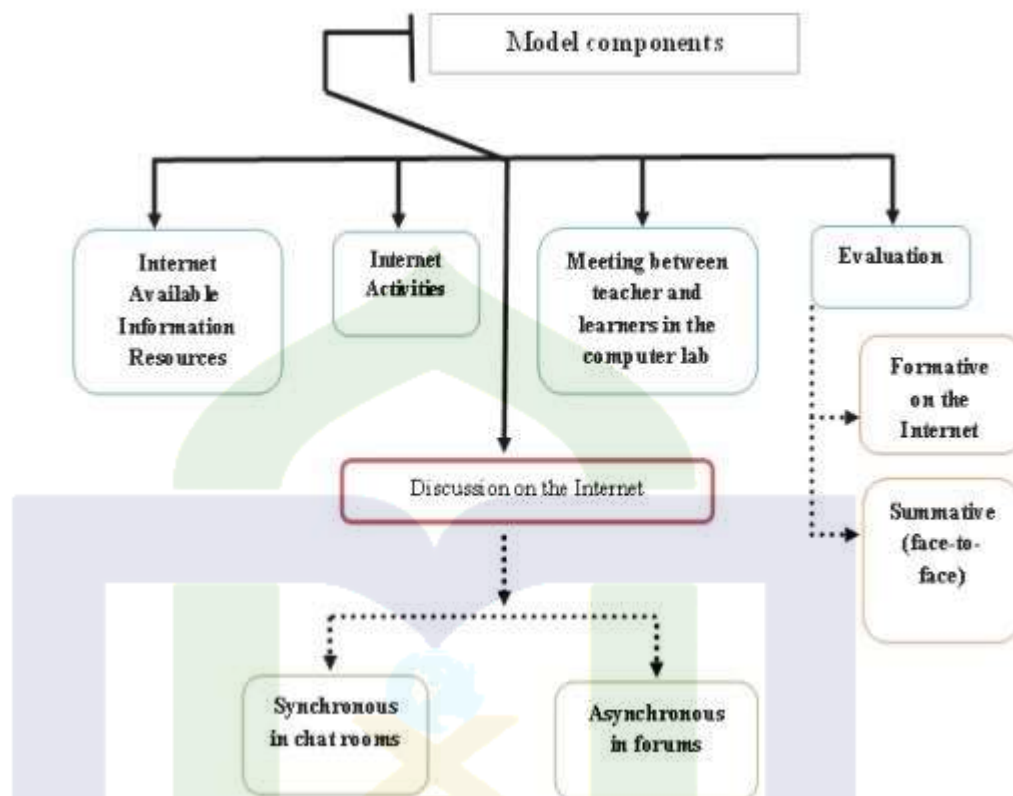 Model components
Internet
Available
Information
Resources
Internet
Activities
Meeting between
teacher and
learners in the
computer lab
Evaluation
Formative
on the
Internet
Summative
(face-to-
face)
Discussion on the Internet
Synchronous
in chat rooms
Asynchronous
in forums